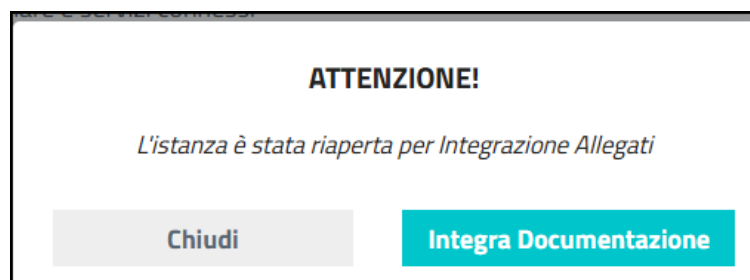 ATTENZIONE!
L'istanza è stata riaperta per Integrazione Allegati
Chiudi
Integra Documentazione